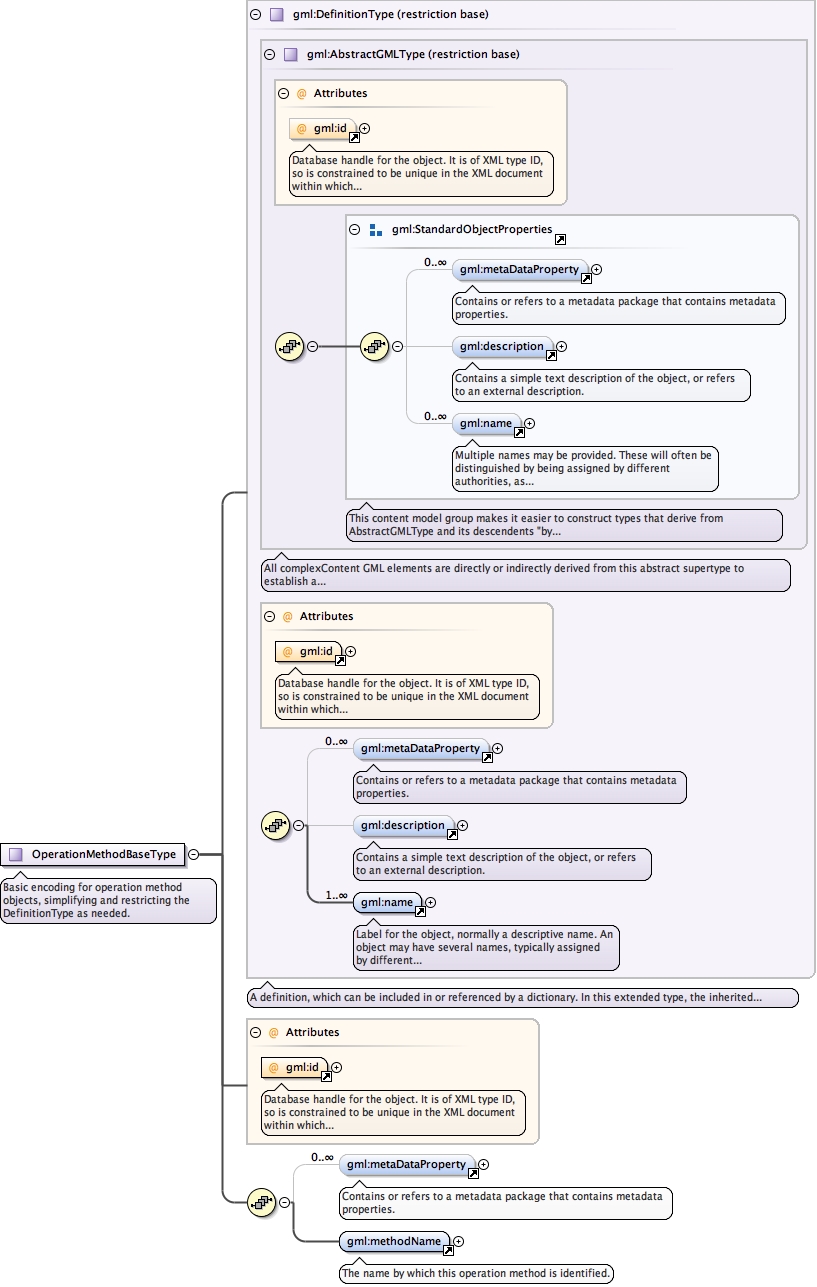 gml:DefinitionType (restriction base)
gml:AbstractGMLType (restriction base)
@ Attributes
@ gml:id
Database handle for the object. It is of XML type ID,
so is constrained to be unique in the XML document
within which...
gml:StandardObjectProperties
0..∞
gml:metaDataProperty
Contains or refers to a metadata package that contains metadata
properties.
gml:description
Contains a simple text description of the object, or refers
to an external description.
0..∞
gml:name
Multiple names may be provided. These will often be
distinguished by being assigned by different
authorities, as...
This content model group makes it easier to construct types that derive from
AbstractGMLType and its descendents "by...
All complexContent GML elements are directly or indirectly derived from this abstract supertype to
establish a...
@ Attributes
@ gml:id
Database handle for the object. It is of XML type ID,
so is constrained to be unique in the XML document
within which...
0..∞
gml:metaDataProperty
Contains or refers to a metadata package that contains metadata
properties.
gml:description
Contains a simple text description of the object, or refers
to an external description.
1..∞
gml:name
Label for the object, normally a descriptive name. An
object may have several names, typically assigned
by different...
OperationMethodBaseType
Basic encoding for operation method
objects, simplifying and restricting the
DefinitionType as needed.
A definition, which can be included in or referenced by a dictionary. In this extended type, the inherited...
@ Attributes
@ gml:id
Database handle for the object. It is of XML type ID,
so is constrained to be unique in the XML document
within which...
0..∞
gml:metaDataProperty
Contains or refers to a metadata package that contains metadata
properties.
gml:methodName
The name by which this operation method is identified.